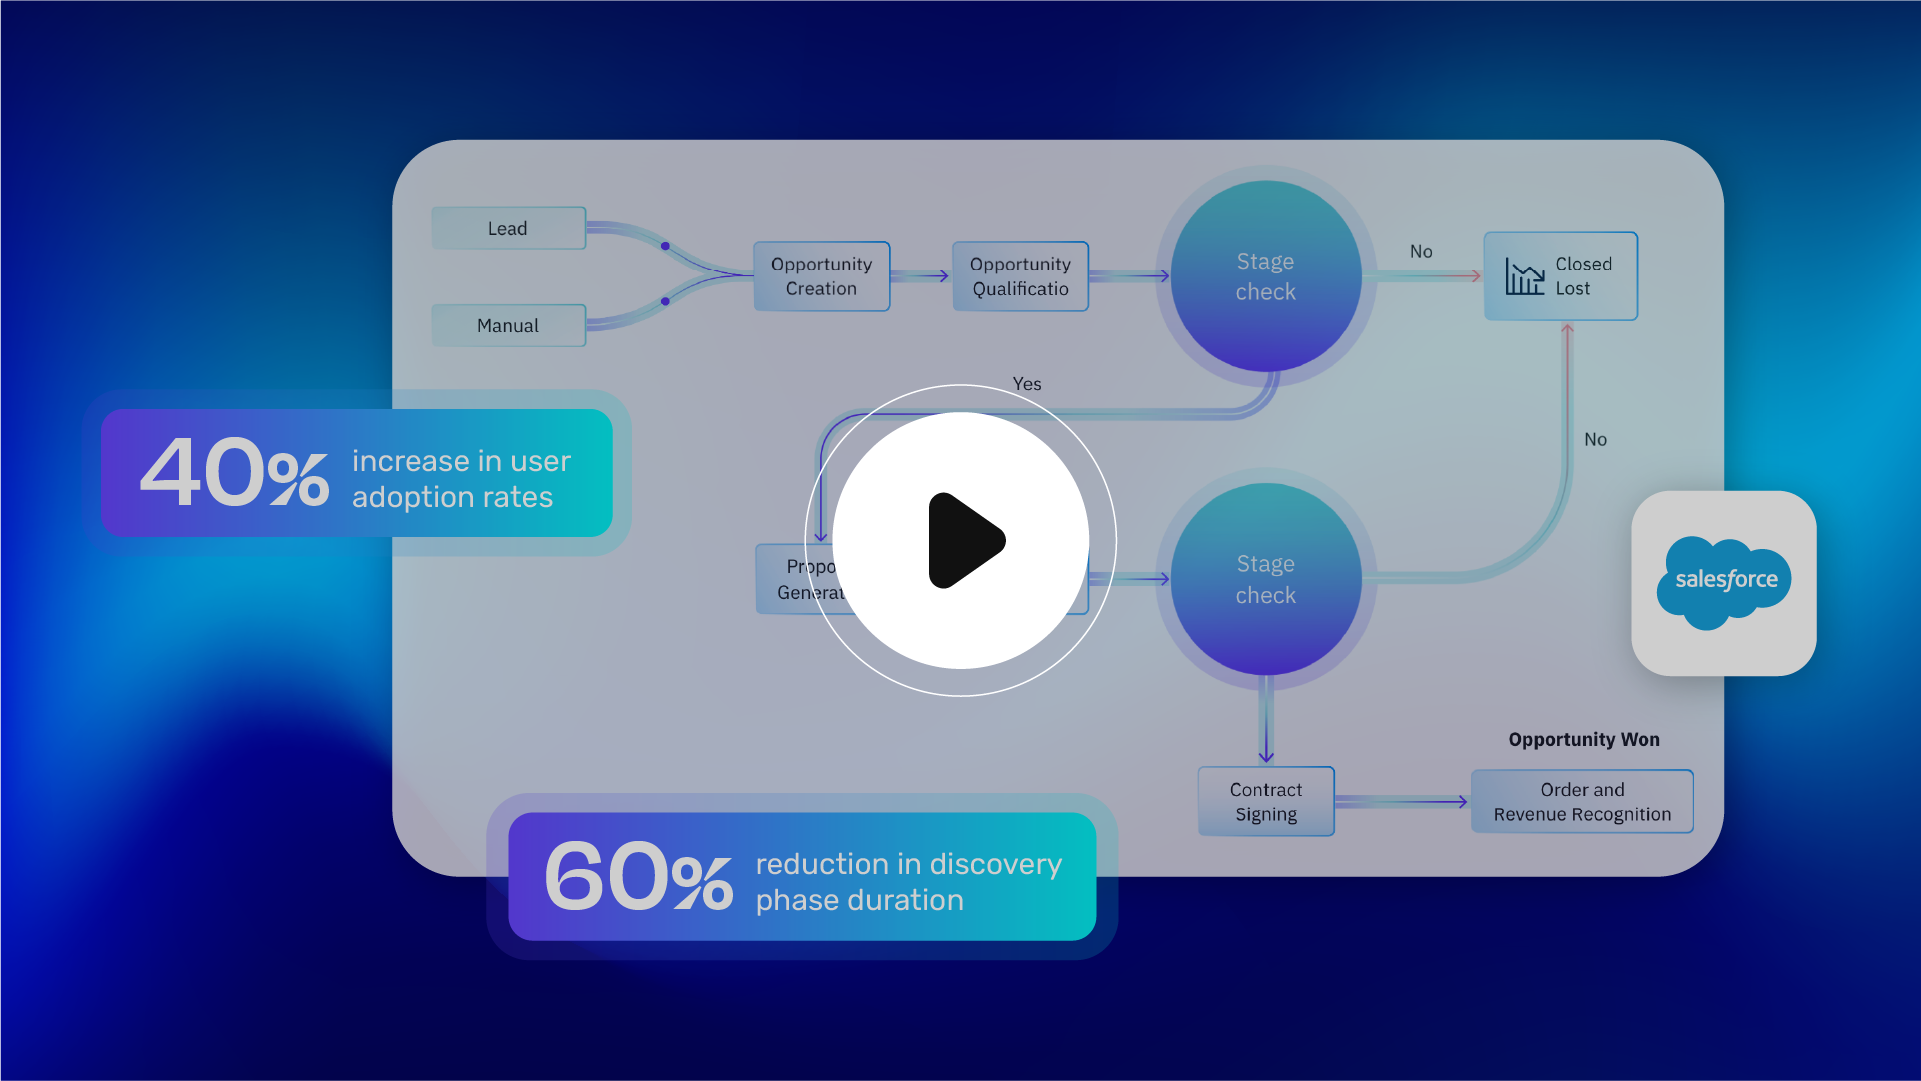 Lead
Manual
Opportunity
Creation
Opportunity
Qualificatio
Stage
check
No
Closed
Lost
Yes
No
40% increase in user
adoption rates
Stage
check
salesforce
Opportunity Won
Contract
Signing
Order and
Revenue Recognition
60% reduction in discovery
phase duration